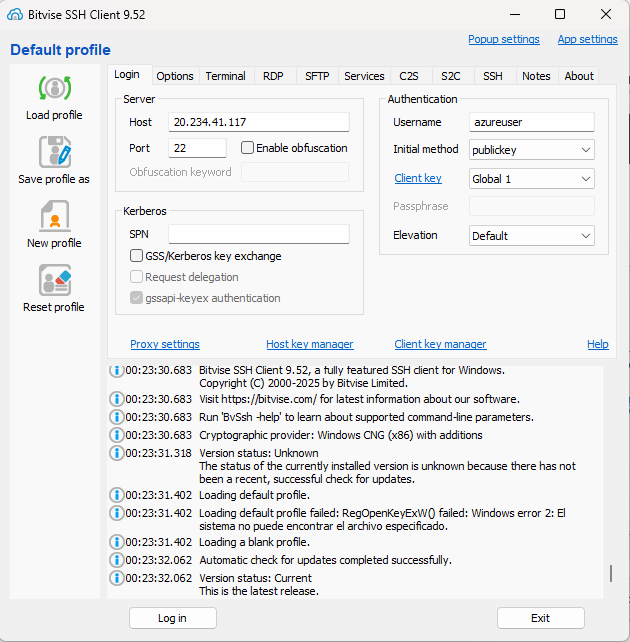 Bitvise SSH Client 9.52
Default profile
Popup settings App settings
Load profile
Save profile as
New profile
Reset profile
Login Options Terminal RDP SFTP Services C2S S2C SSH Notes About
Server
Host 20.234.41.117
Port 22 Enable obfuscation
Obfuscation keyword
Kerberos
SPN
GSS/Kerberos key exchange
Request delegation
gssapi-keyex authentication
Authentication
Username azureuser
Initial method publickey
Client key Global 1
Passphrase
Elevation Default
Proxy settings Host key manager Client key manager Help
00:23:30.683 Bitvise SSH Client 9.52, a fully featured SSH client for Windows.
Copyright (C) 2000-2025 by Bitvise Limited.
00:23:30.683 Visit https://bitvise.com/ for latest information about our software.
00:23:30.683 Run 'BvSsh -help' to learn about supported command-line parameters.
00:23:30.683 Cryptographic provider: Windows CNG (x86) with additions
00:23:31.318 Version status: Unknown
The status of the currently installed version is unknown because there has not
been a recent, successful check for updates.
00:23:31.402 Loading default profile.
00:23:31.402 Loading default profile failed: RegOpenKeyExW() failed: Windows error 2: El
sistema no puede encontrar el archivo especificado.
00:23:31.402 Loading a blank profile.
00:23:32.062 Automatic check for updates completed successfully.
00:23:32.062 Version status: Current
This is the latest release.
Log in Exit